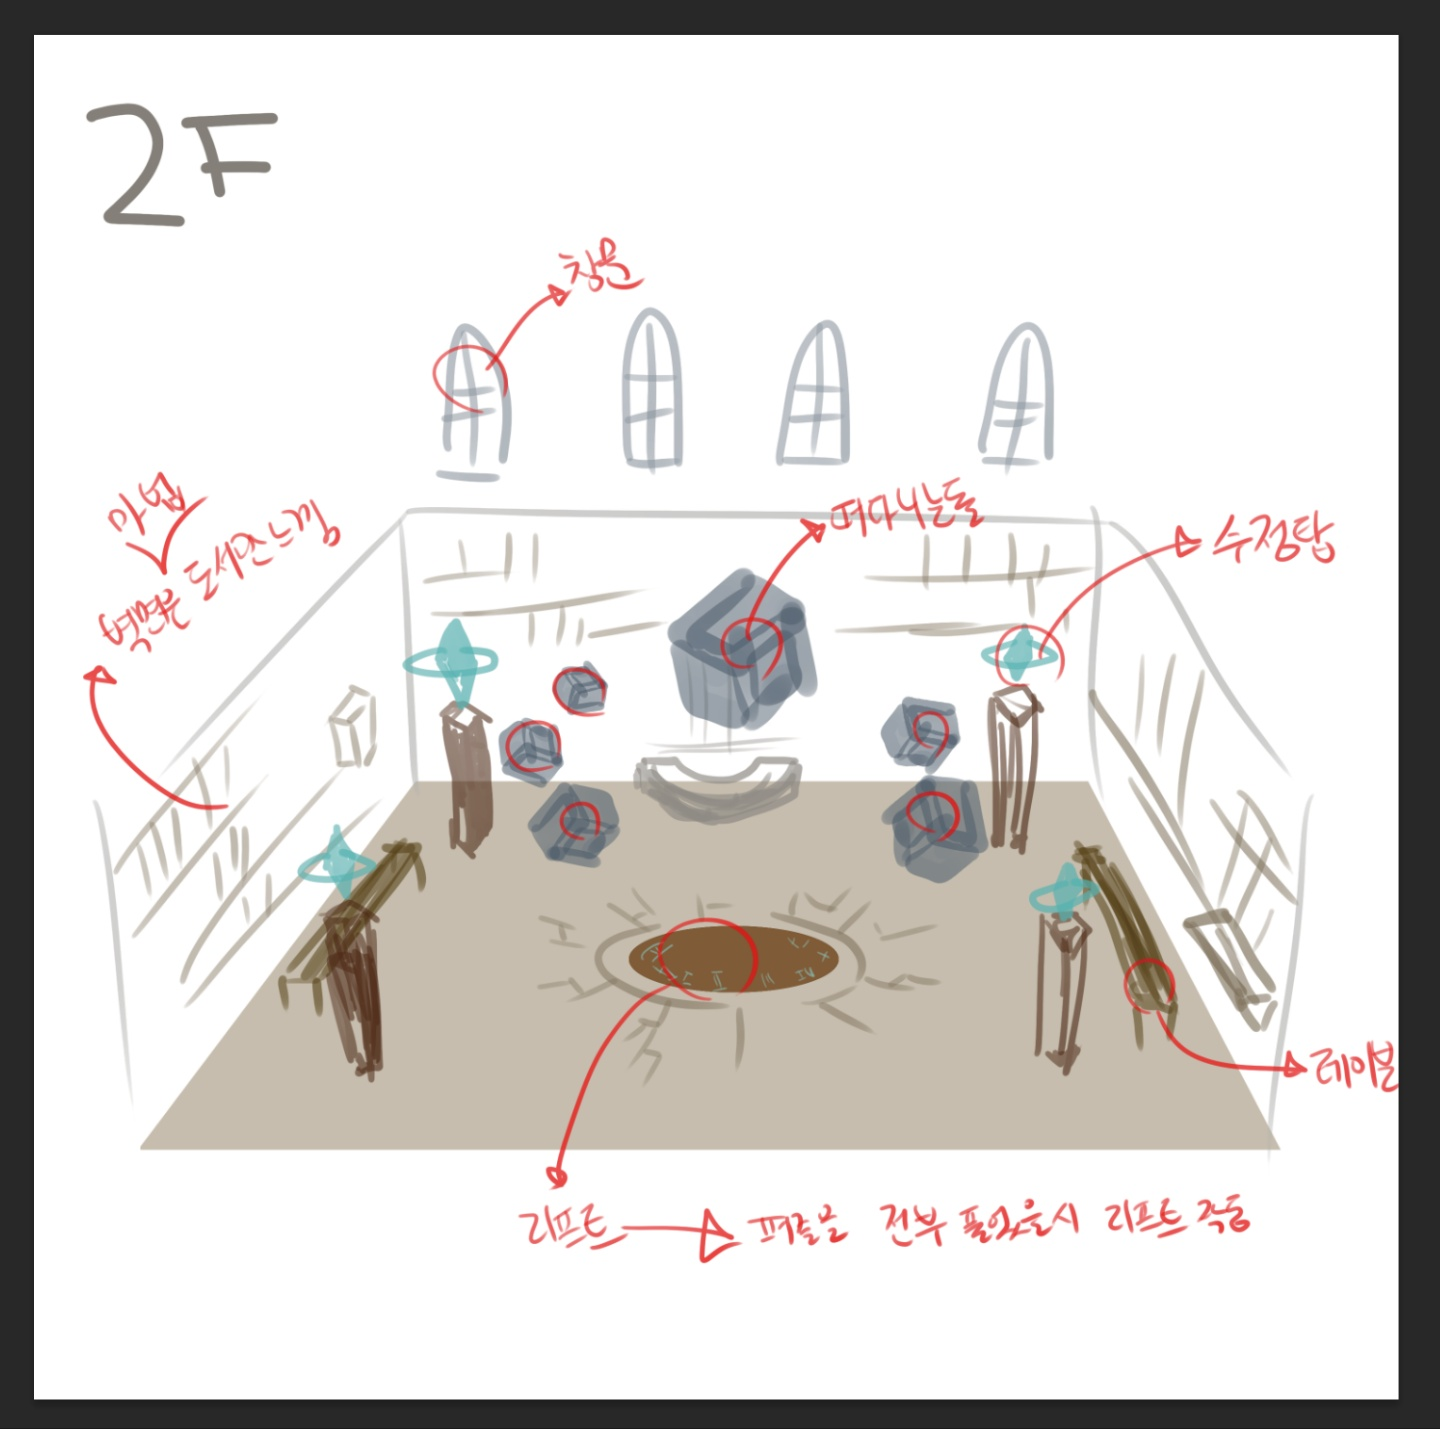 2F
창문
마법
벽면은 도서관느낌
떠다니는돌
수정탑
테이블
리프트
퍼즐을 전부 풀었을시 리프트 작동